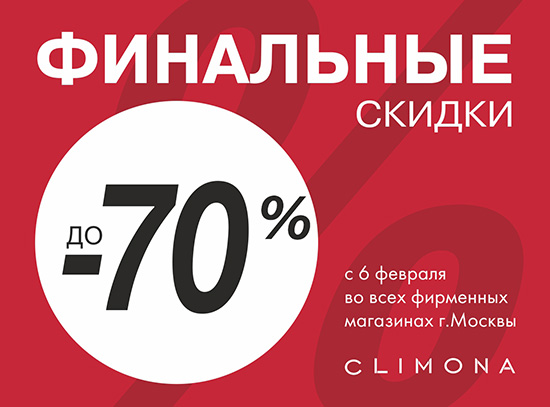 ФИНАЛЬНЫЕ
СКИДКИ
ДО
-70%
с 6 февраля
во всех фирменных
магазинах г.Москвы
CLIMONA